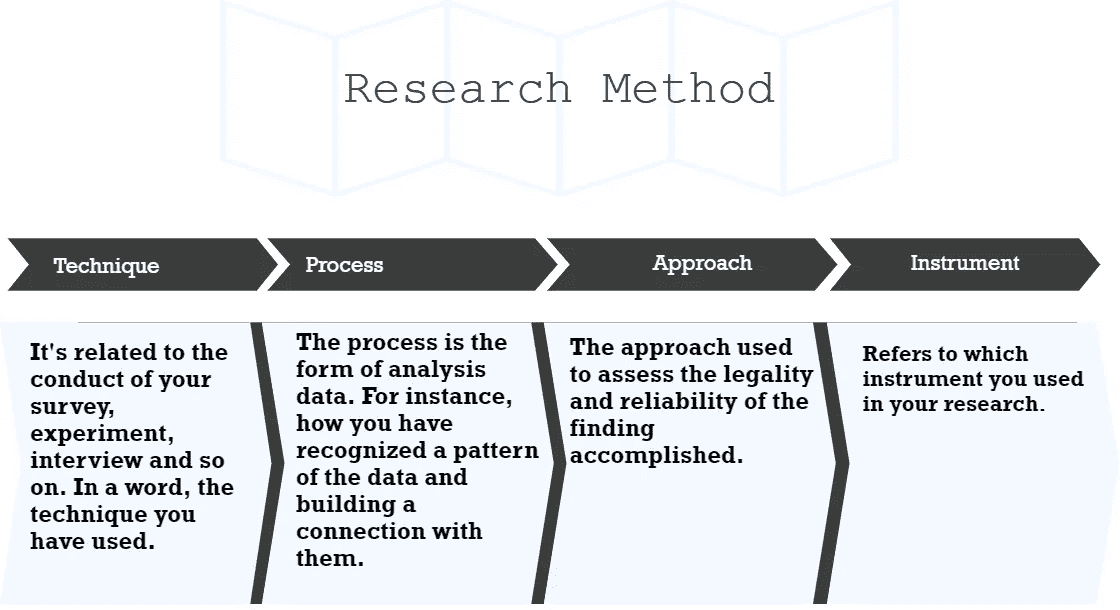 Research Method
Technique
Process
Approach
Instrument
It's related to the
conduct of your
survey,
experiment,
interview and so
on. In a word, the
technique you
have used.
The process is the
form of analysis
data. For instance,
how you have
recognized a pattern
of the data and
building a
connection with
them.
The approach used
to assess the legality
and reliability of the
finding
accomplished.
Refers to which
instrument you used
in your research.